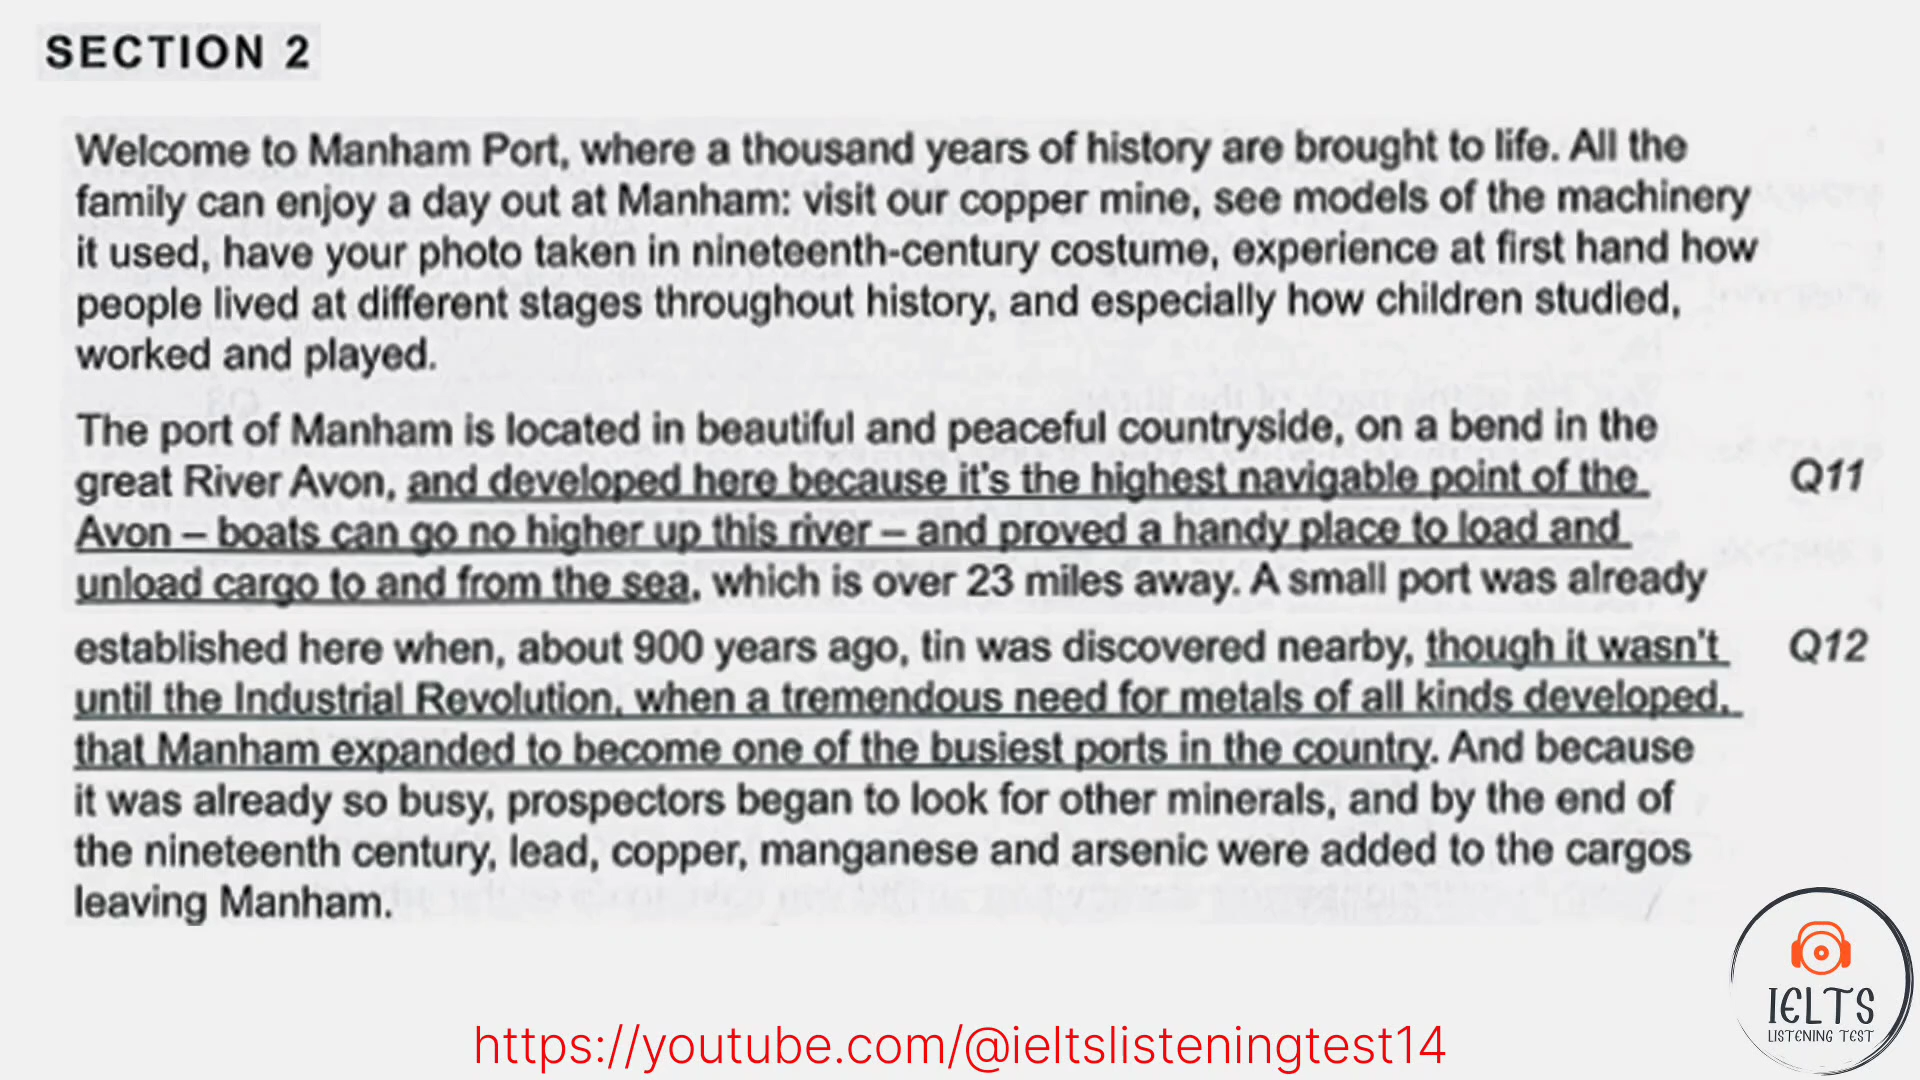 SECTION 2
Welcome to Manham Port, where a thousand years of history are brought to life. All the
family can enjoy a day out at Manham: visit our copper mine, see models of the machinery
it used, have your photo taken in nineteenth-century costume, experience at first hand how
people lived at different stages throughout history, and especially how children studied,
worked and played.
The port of Manham is located in beautiful and peaceful countryside, on a bend in the
great River Avon, and developed here because it's the highest navigable point of the Q11
Avon – boats can go no higher up this river – and proved a handy place to load and
unload cargo to and from the sea, which is over 23 miles away. A small port was already
established here when, about 900 years ago, tin was discovered nearby, though it wasn't Q12
until the Industrial Revolution, when a tremendous need for metals of all kinds developed,
that Manham expanded to become one of the busiest ports in the country. And because
it was already so busy, prospectors began to look for other minerals, and by the end of
the nineteenth century, lead, copper, manganese and arsenic were added to the cargos
leaving Manham.
IELTS
LISTENING TEST
https://youtube.com/@ieltslisteningtest14